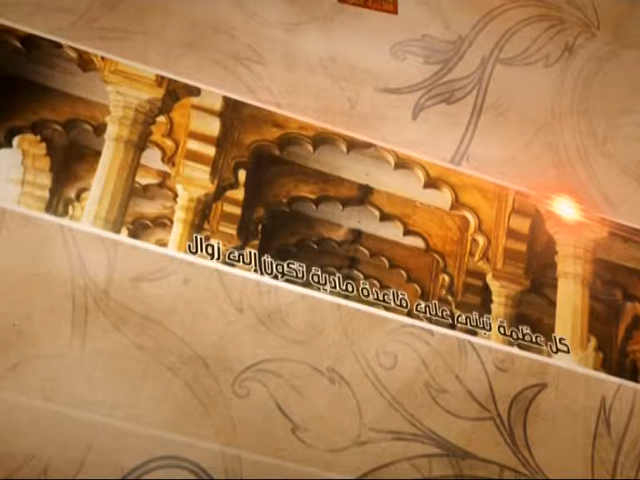 كل عظمة تبنى على قاعدة مادية تكون إلى زوال